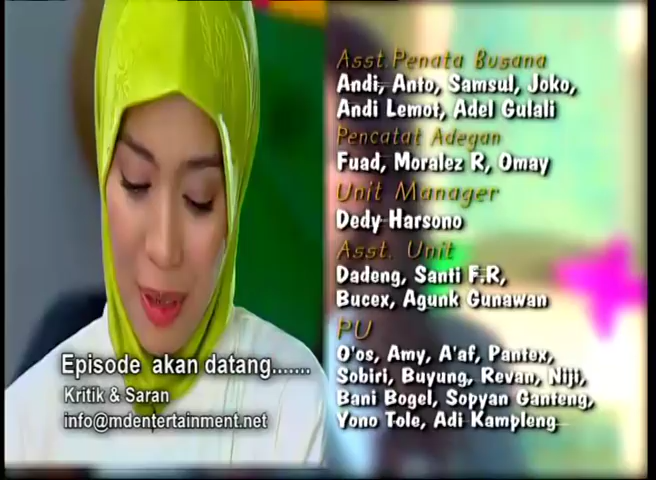 Asst. Penata Busana
Andi, Anto, Samsul, Joko,
Andi Lemot, Adel Gulali
Pencatat Adegan
Fuad, Moralez R, Omay
Unit Manager
Dedy Harsono
Asst. Unit
Dadeng, Santi F.R,
Bucex, Agunk Gunawan
PU
O'os, Amy, A'af, Pantex,
Sobiri, Buyung, Revan, Niji,
Bani Bogel, Sopyan Ganteng,
Yono Tole, Adi Kampleng
Episode akan datang.......
Kritik & Saran
info@mdentertainment.net